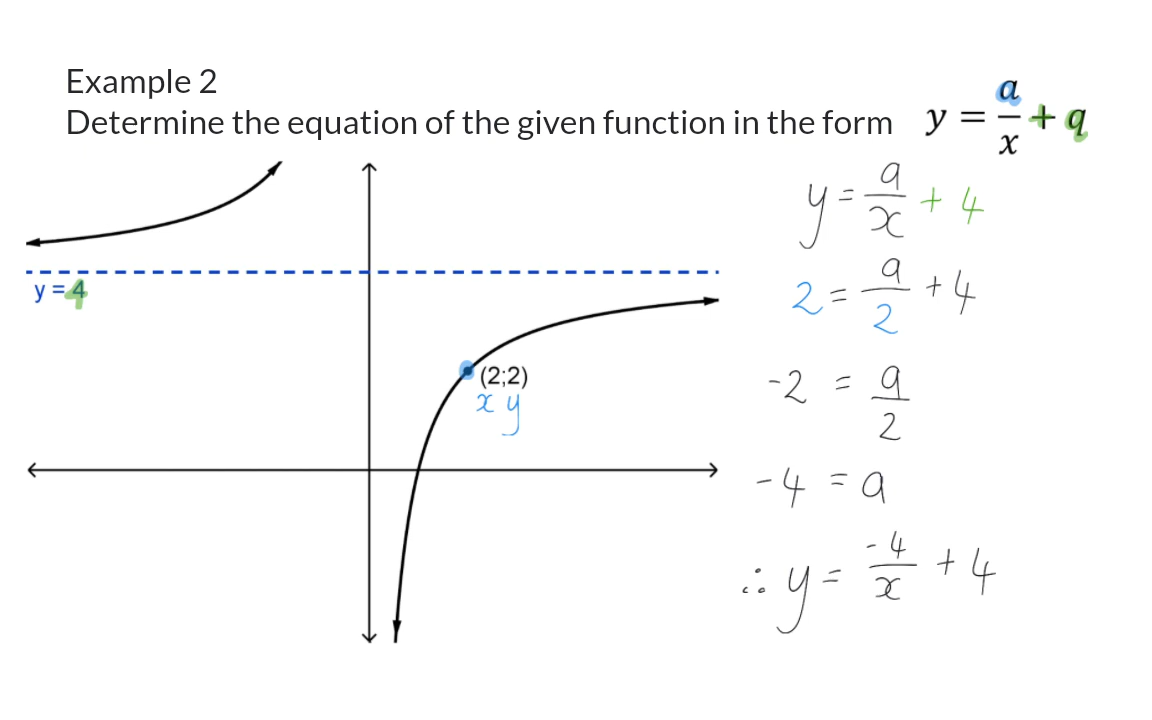 Example 2
Determine the equation of the given function in the form y = a/x + q
y = a/x + 4
y = 4
2 = a/2 + 4
(2;2)
x y
-2 = a/2
-4 = a
∴ y = -4/x + 4